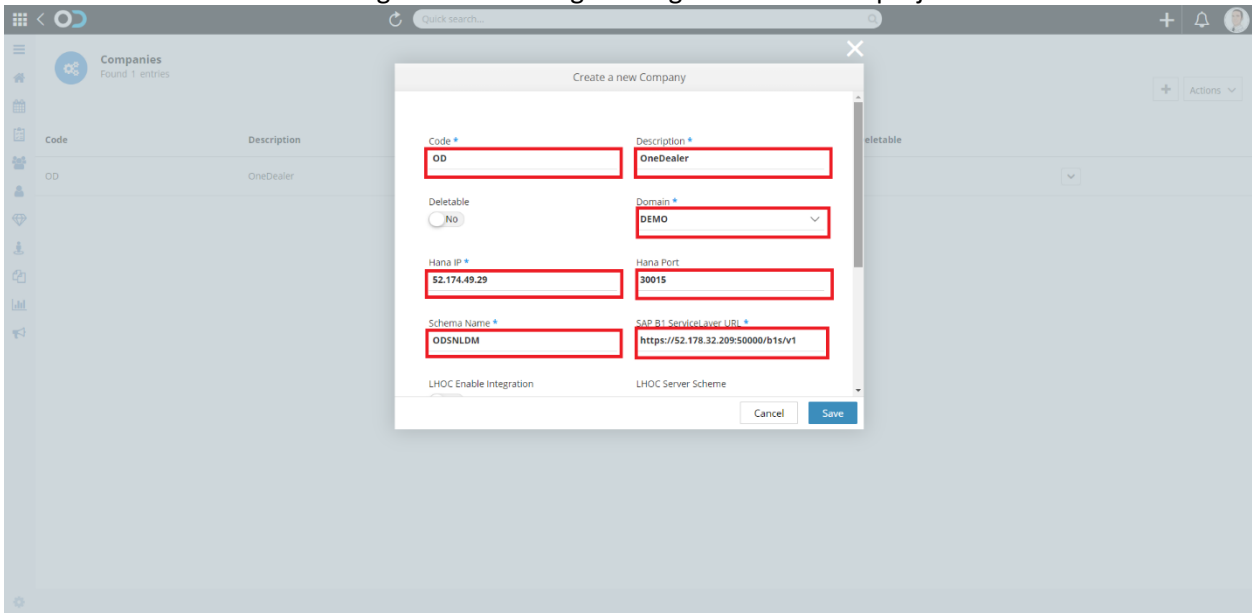 Quick search...
Companies
Found 1 entries
Create a new Company
Actions
Code
Description
eletable
OD
OneDealer
Code *
Description *
OD
OneDealer
Deletable
Domain *
No
DEMO
Hana IP *
Hana Port
52.174.49.29
30015
Schema Name *
SAP B1 ServiceLayer URL *
ODSNLDM
https://52.178.32.209:50000/b1s/v1
LHOC Enable Integration
LHOC Server Scheme
Cancel
Save